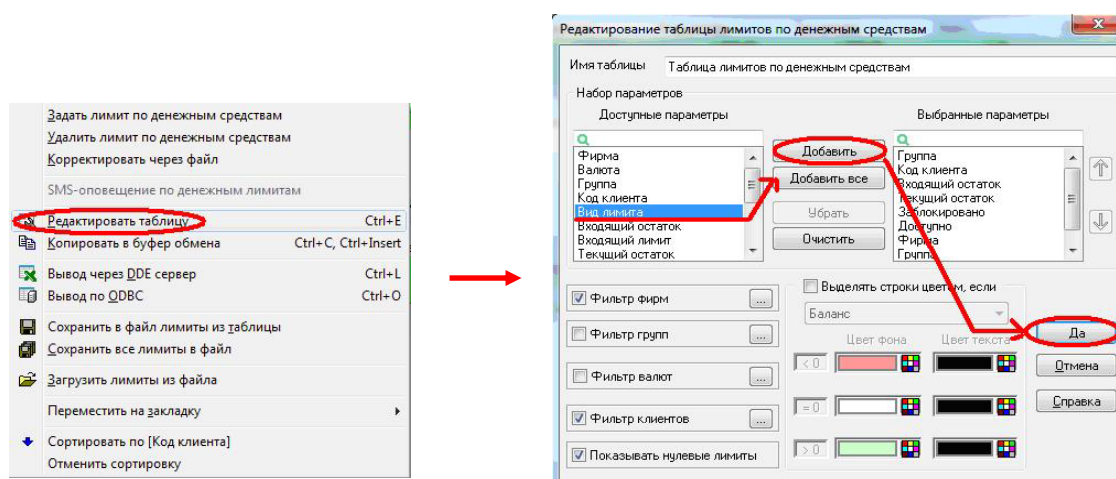 Задать лимит по денежным средствам
Удалить лимит по денежным средствам
Корректировать через файл
SMS-оповещение по денежным лимитам
Редактировать таблицу Ctrl+E
Копировать в буфер обмена Ctrl+C, Ctrl+Insert
Вывод через DDE сервер Ctrl+L
Вывод по ODBC Ctrl+O
Сохранить в файл лимиты из таблицы
Сохранить все лимиты в файл
Загрузить лимиты из файла
Переместить на закладку
Сортировать по [Код клиента]
Отменить сортировку
Редактирование таблицы лимитов по денежным средствам
Имя таблицы Таблица лимитов по денежным средствам
Набор параметров
Доступные параметры
Фирма
Валюта
Группа
Код клиента
Вид лимита
Входящий остаток
Входящий лимит
Текущий остаток
Добавить
Добавить все
Убрать
Очистить
Выбранные параметры
Группа
Код клиента
Входящий остаток
Текущий остаток
Заблокировано
Доступно
Фирма
Группа
Фильтр фирм ...
Фильтр групп ...
Фильтр валют ...
Фильтр клиентов ...
Показывать нулевые лимиты
Выделять строки цветом, если
Баланс
Цвет фона Цвет текста
< 0
= 0
> 0
Да
Отмена
Справка